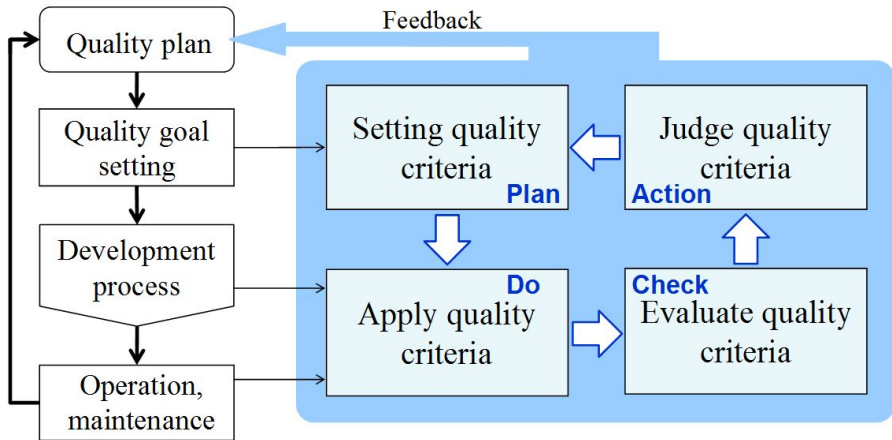 Feedback
Quality plan
Quality goal
setting
Development
process
Operation,
maintenance
Setting quality
criteria
Plan
Judge quality
criteria
Action
Do
Apply quality
criteria
Check
Evaluate quality
criteria